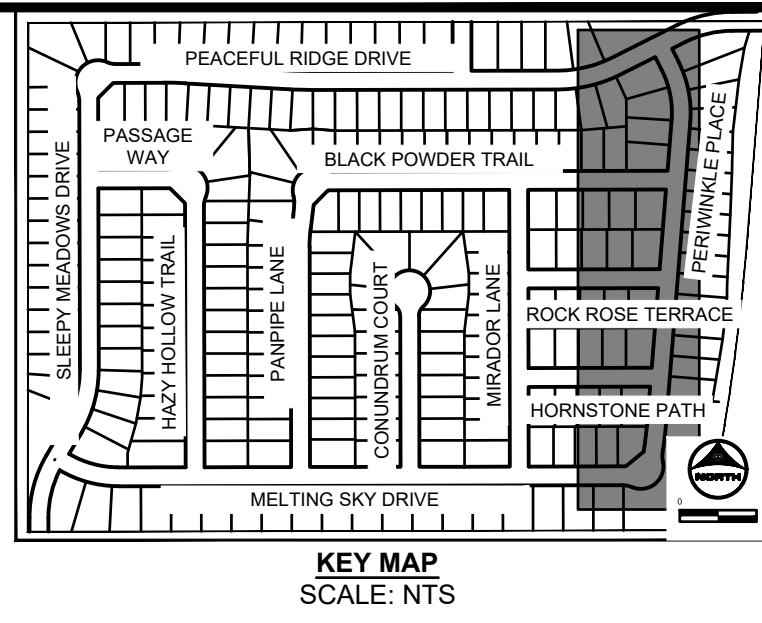 PEACEFUL RIDGE DRIVE
PASSAGE
WAY
BLACK POWDER TRAIL
SLEEPY MEADOWS DRIVE
HAZY HOLLOW TRAIL
PANPIPE LANE
CONUNDRUM COURT
MIRADOR LANE
PERIWINKLE PLACE
ROCK ROSE TERRACE
HORNSTONE PATH
MELTING SKY DRIVE
NORTH
0
KEY MAP
SCALE: NTS